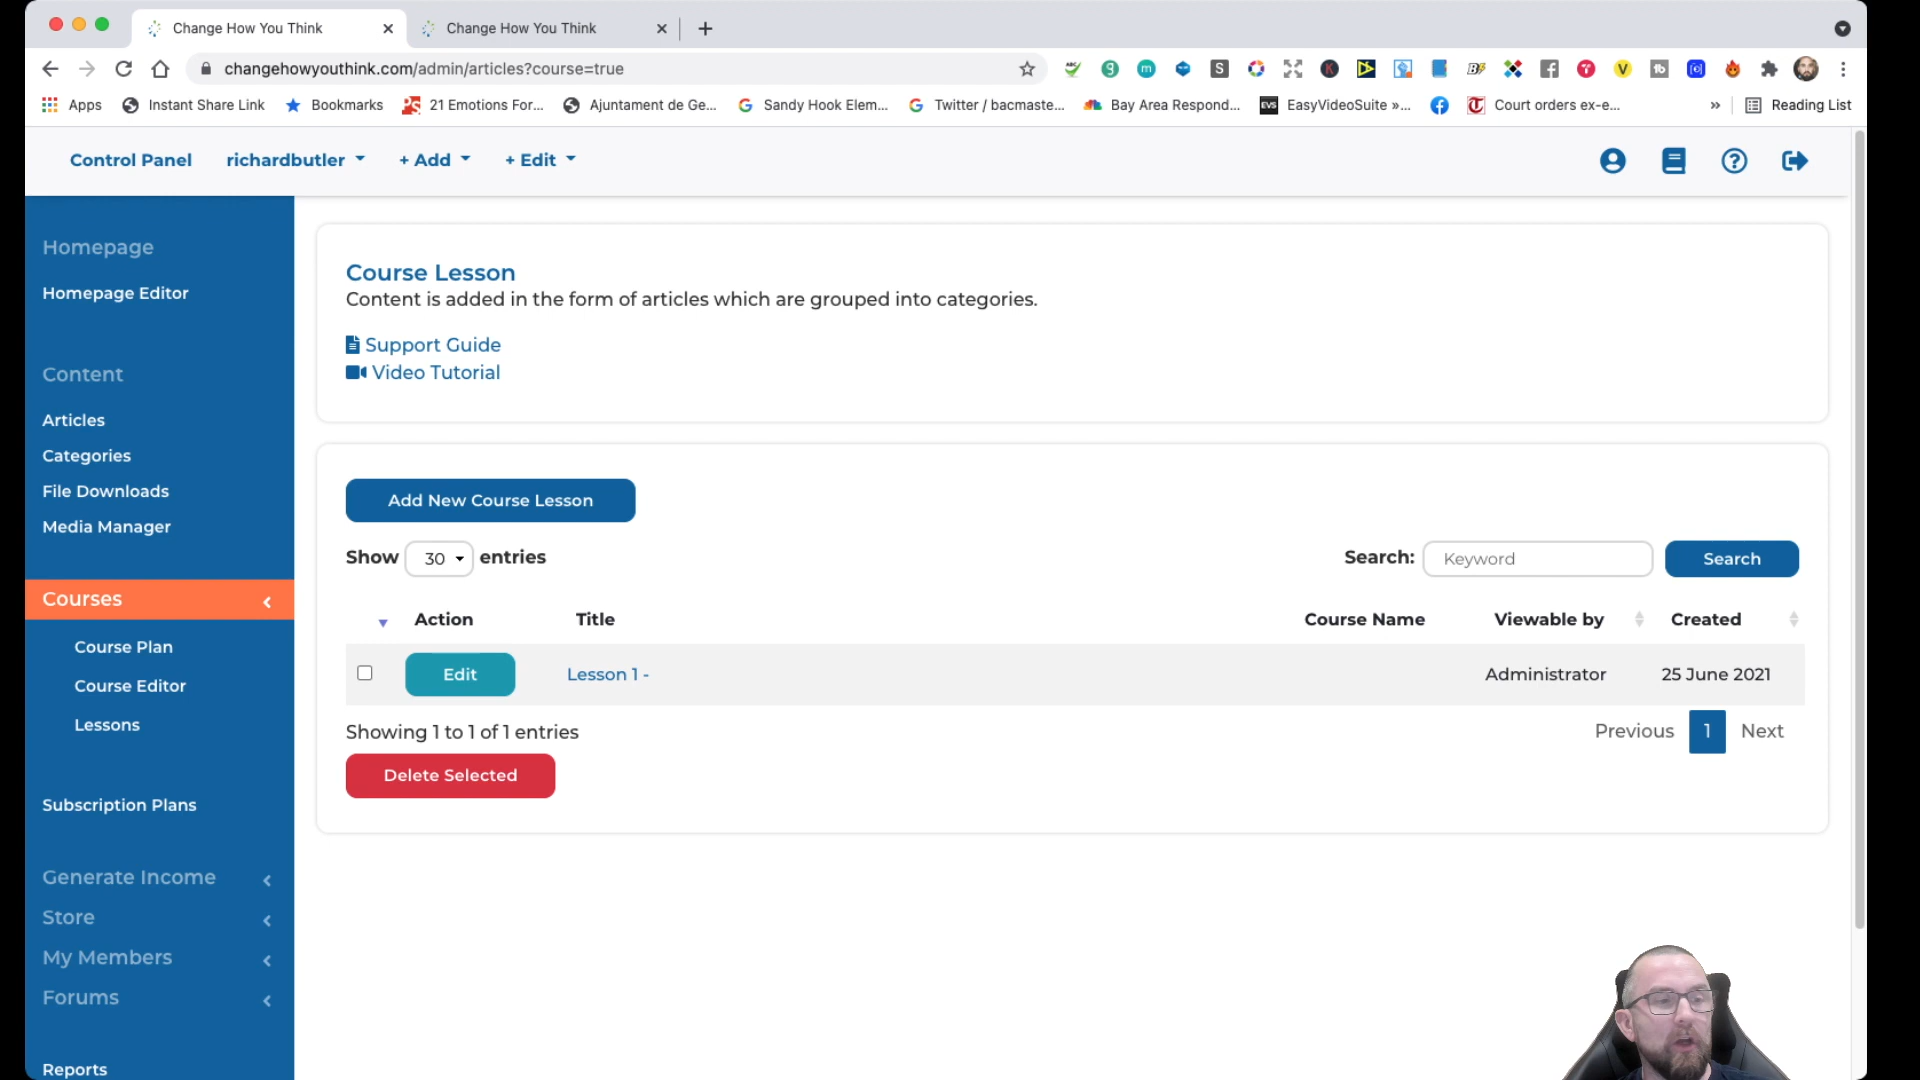 Change How You Think
Change How You Think
changehowyouthink.com/admin/articles?course=true
Apps
Instant Share Link
Bookmarks
21 Emotions For...
Ajuntament de Ge...
Sandy Hook Elem...
Twitter / bacmaste...
Bay Area Respond...
EVS
EasyVideoSuite »...
Court orders ex-e...
»
Reading List
Control Panel
richardbutler
+ Add
+ Edit
Homepage
Homepage Editor
Content
Articles
Categories
File Downloads
Media Manager
Courses
Course Plan
Course Editor
Lessons
Subscription Plans
Generate Income
Store
My Members
Forums
Reports
Course Lesson
Content is added in the form of articles which are grouped into categories.
Support Guide
Video Tutorial
Add New Course Lesson
Show 30 entries
Search: Keyword Search
Action Title Course Name Viewable by Created
Edit Lesson 1 - Administrator 25 June 2021
Showing 1 to 1 of 1 entries
Previous 1 Next
Delete Selected